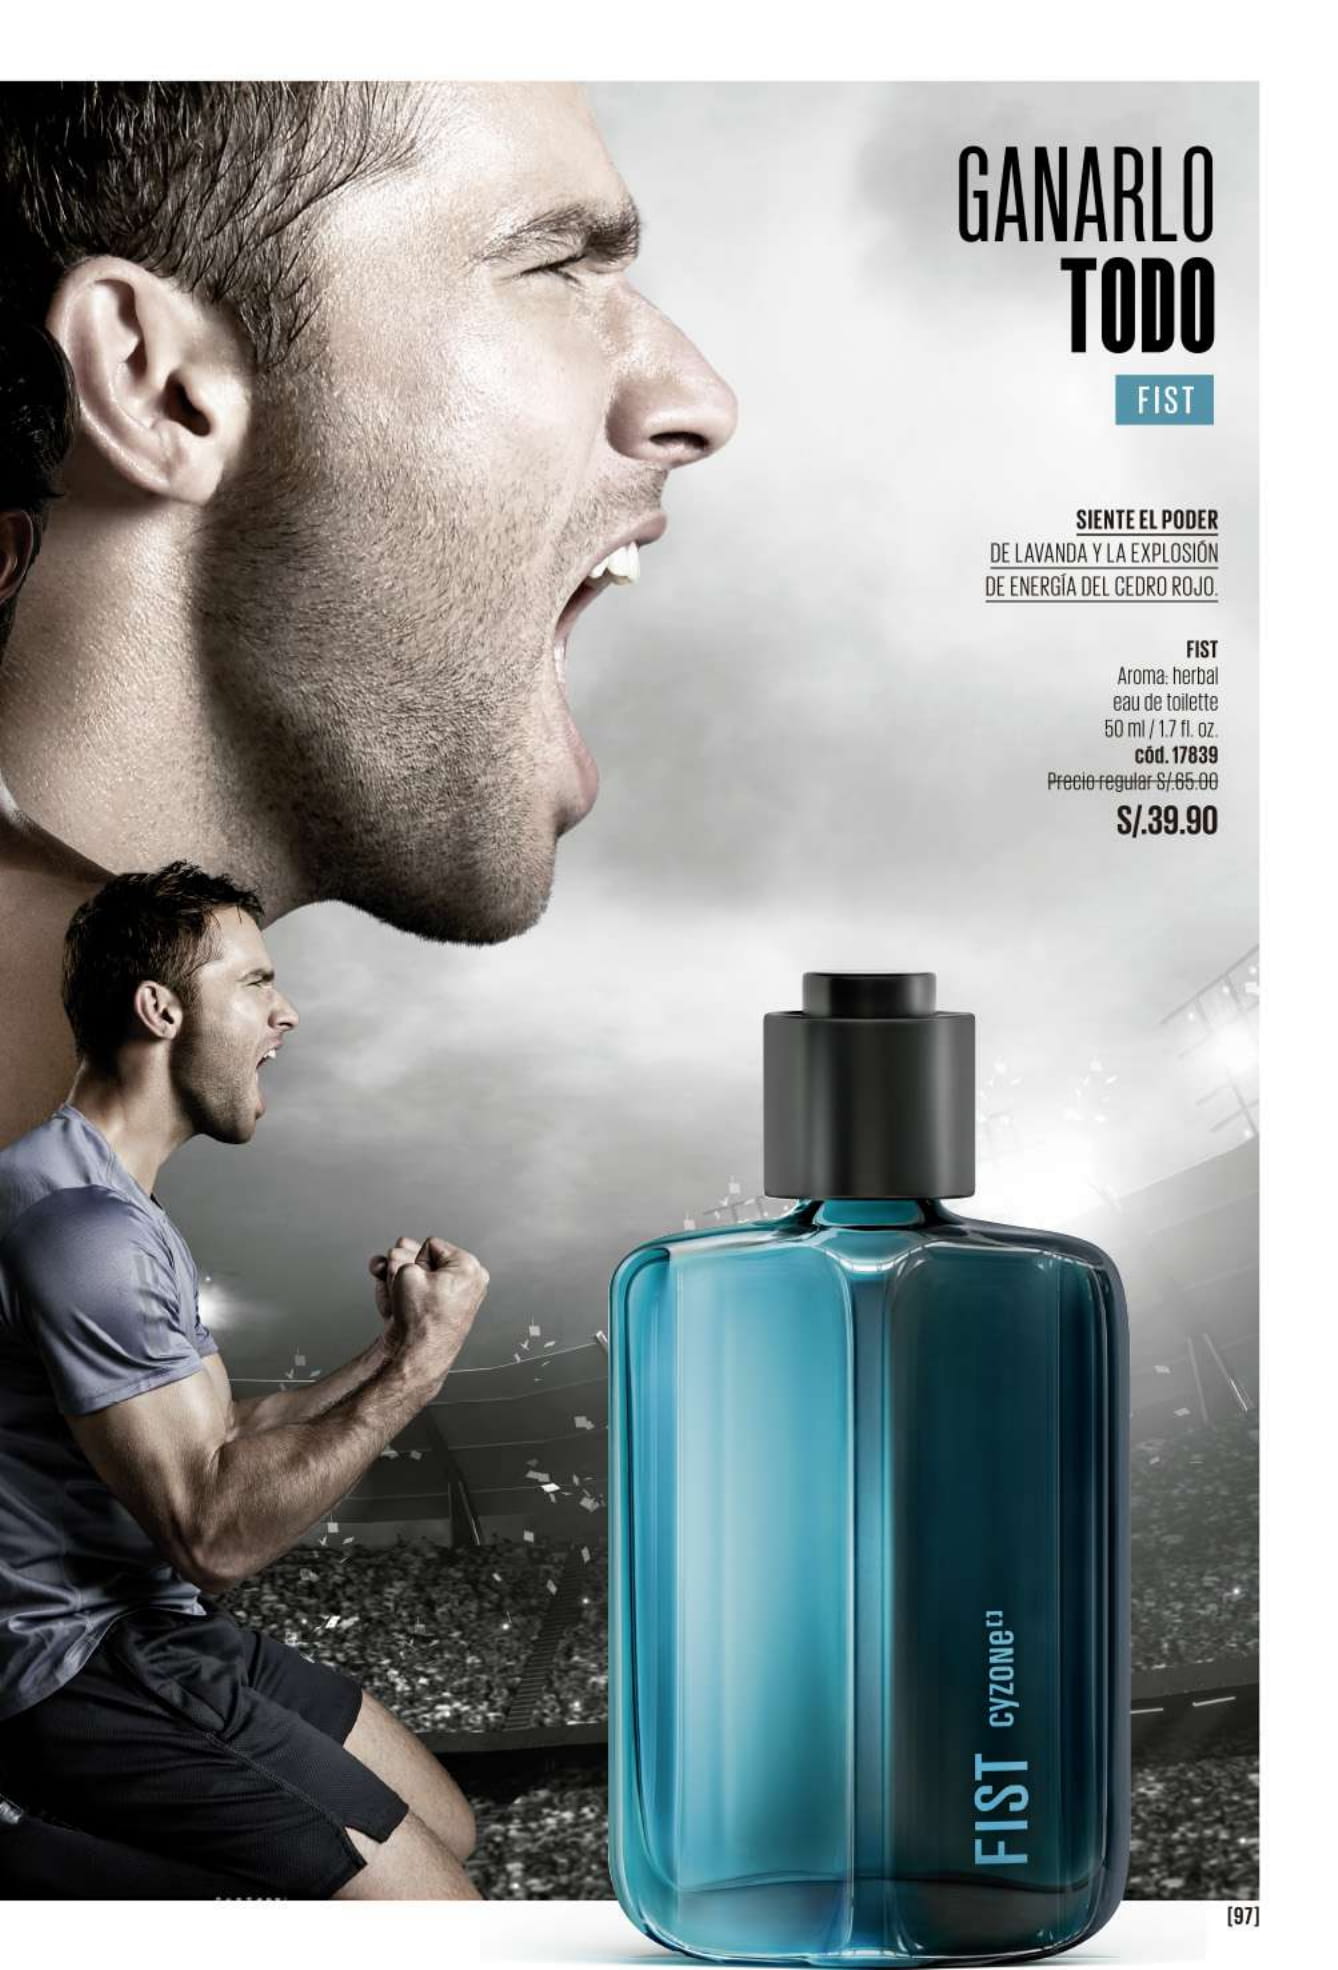 GANARLO
TODO
FIST
SIENTE EL PODER
DE LAVANDA Y LA EXPLOSIÓN
DE ENERGÍA DEL CEDRO ROJO.
FIST
Aroma: herbal
eau de toilette
50 ml / 1.7 fl. oz.
cód. 17839
Precio regular S/.65.00
S/.39.90
FIST cyzone[]
[97]